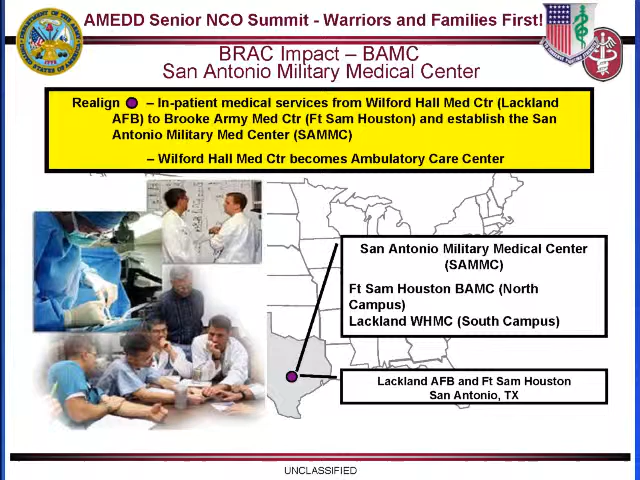 AMEDD Senior NCO Summit - Warriors and Families First!
BRAC Impact – BAMC
San Antonio Military Medical Center
Realign – In-patient medical services from Wilford Hall Med Ctr (Lackland
AFB) to Brooke Army Med Ctr (Ft Sam Houston) and establish the San
Antonio Military Med Center (SAMMC)
– Wilford Hall Med Ctr becomes Ambulatory Care Center
San Antonio Military Medical Center
(SAMMC)
Ft Sam Houston BAMC (North
Campus)
Lackland WHMC (South Campus)
Lackland AFB and Ft Sam Houston
San Antonio, TX
UNCLASSIFIED